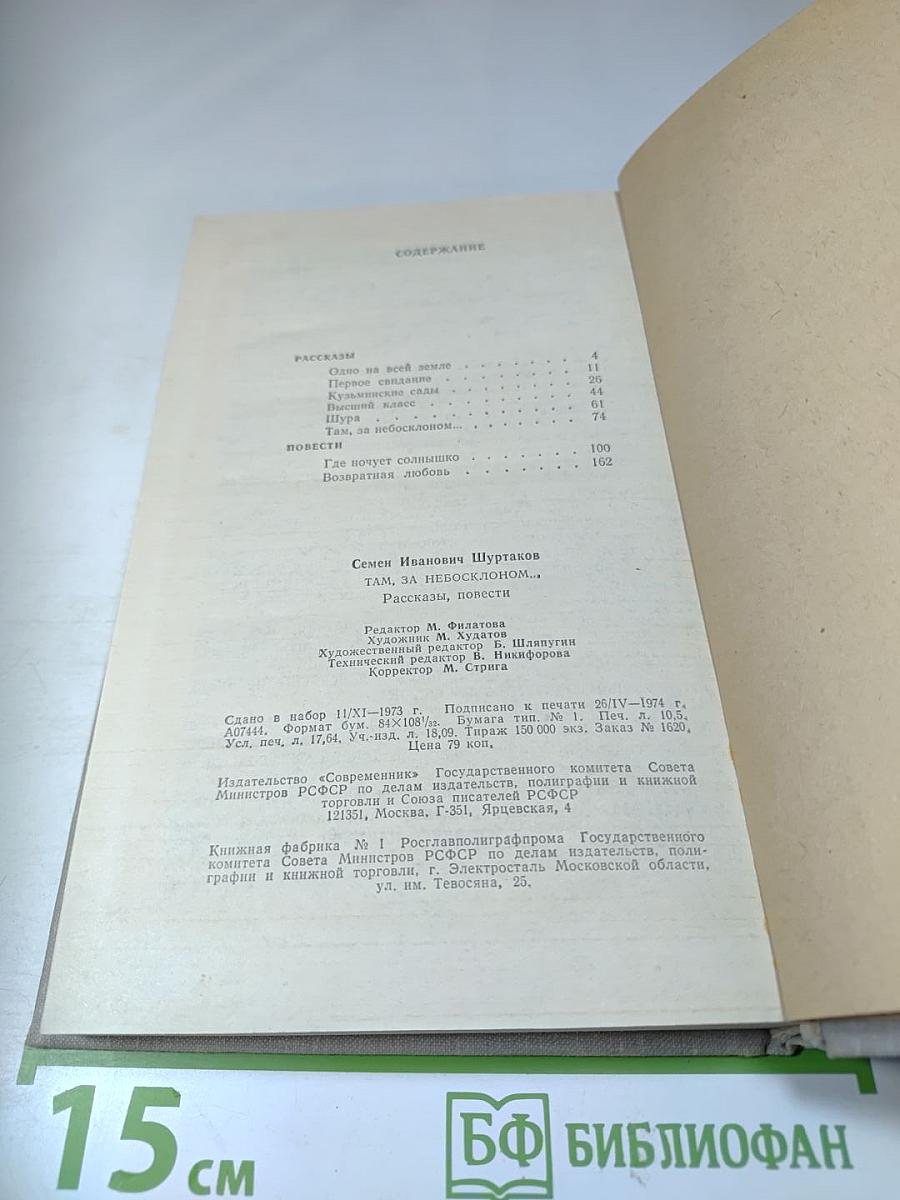 СОДЕРЖАНИЕ
РАССКАЗЫ
Одно на всей земле . . . . . . . 4
Первое свидание . . . . . . . 11
Кузьминские сады . . . . . . . 26
Высший класс . . . . . . . . 44
Шура . . . . . . . . . . 61
Там, за небосклоном... . . . . . . 74
ПОВЕСТИ
Где ночует солнышко . . . . . . . 100
Возвратная любовь . . . . . . . 162
Семен Иванович Шуртаков
ТАМ, ЗА НЕБОСКЛОНОМ...
Рассказы, повести
Редактор М. Филатова
Художник М. Худатов
Художественный редактор Б. Шляпугин
Технический редактор В. Никифорова
Корректор М. Стрига
Сдано в набор 11/XI—1973 г. Подписано к печати 26/IV—1974 г.
А07444. Формат бум. 84×108¹/₃₂. Бумага тип. № 1. Печ. л. 10,5.
Усл. печ. л. 17,64. Уч.-изд. л. 18,09. Тираж 150 000 экз. Заказ № 1620.
Цена 79 коп.
Издательство «Современник» Государственного комитета Совета
Министров РСФСР по делам издательств, полиграфии и книжной
торговли и Союза писателей РСФСР
121351, Москва, Г-351, Ярцевская, 4
Книжная фабрика № 1 Росглавполиграфпрома Государственного
комитета Совета Министров РСФСР по делам издательств, поли-
графии и книжной торговли, г. Электросталь Московской области,
ул. им. Тевосяна, 25.
15 см
БФ БИБЛИОФАН